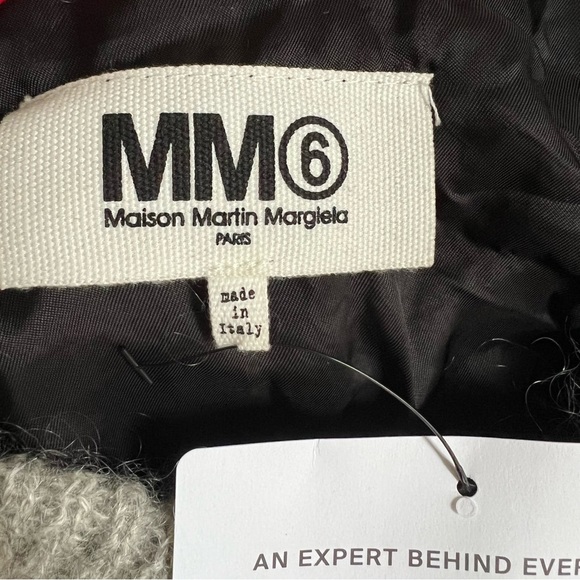 MM⑥
Maison Martin Margiela
PARIS
made
in
Italy
AN EXPERT BEHIND EVER